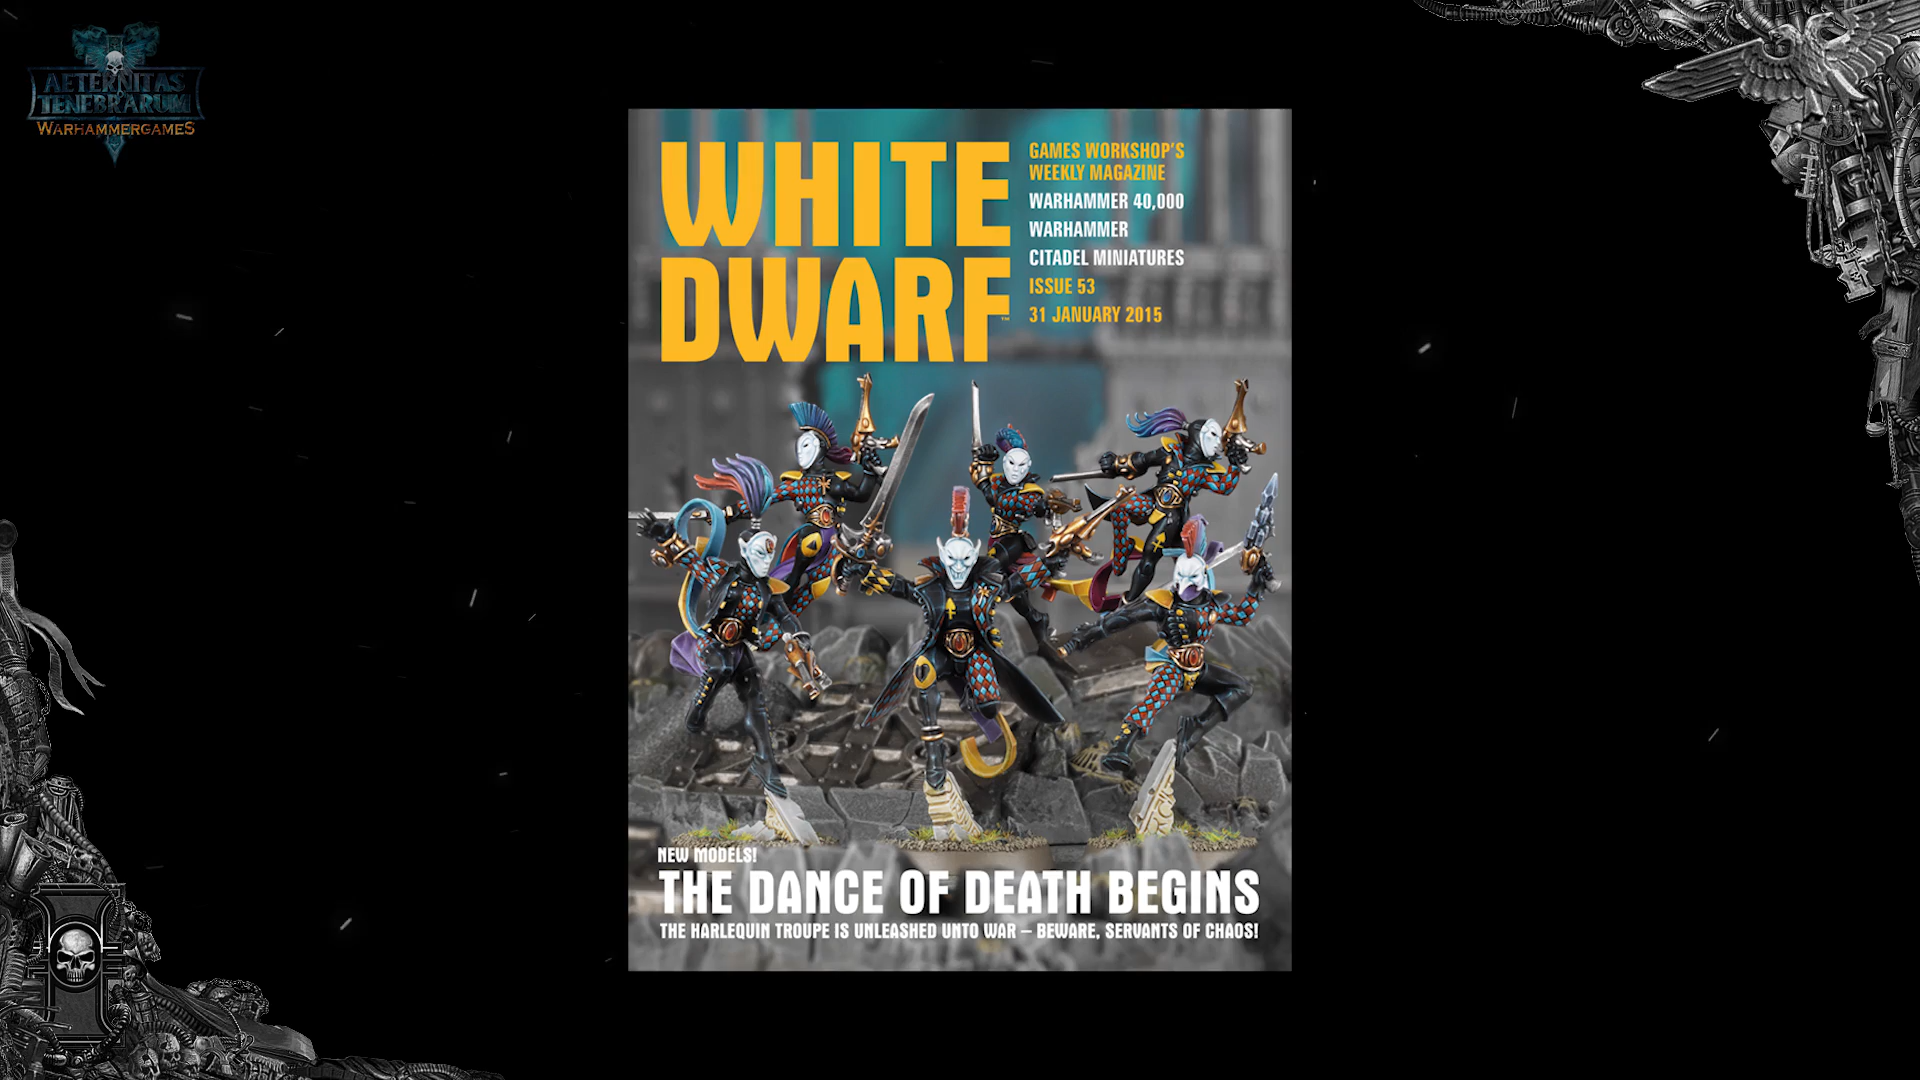 AETERNITAS
TENEBRARUM
WARHAMMERGAMES
WHITE
DWARF
™
GAMES WORKSHOP'S
WEEKLY MAGAZINE
WARHAMMER 40,000
WARHAMMER
CITADEL MINIATURES
ISSUE 53
31 JANUARY 2015
NEW MODELS!
THE DANCE OF DEATH BEGINS
THE HARLEQUIN TROUPE IS UNLEASHED UNTO WAR – BEWARE, SERVANTS OF CHAOS!